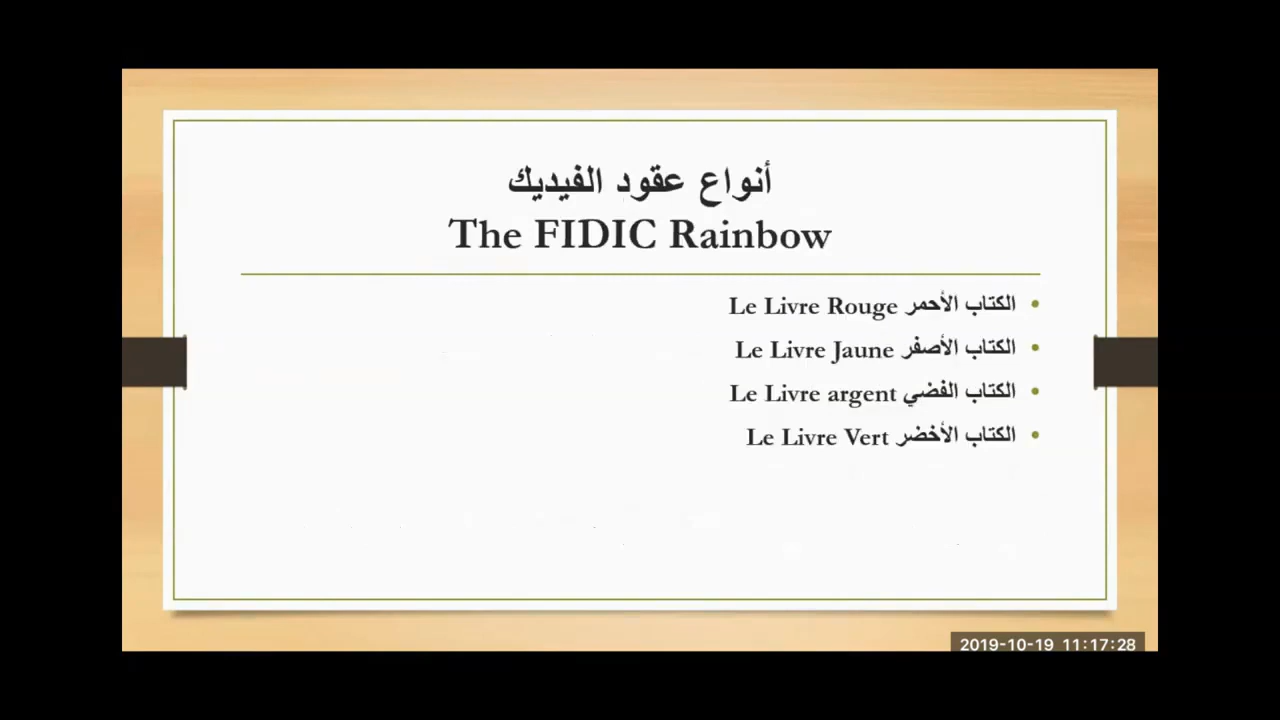 أنواع عقود الفيديك
The FIDIC Rainbow
• الكتاب الأحمر Le Livre Rouge
• الكتاب الأصفر Le Livre Jaune
• الكتاب الفضي Le Livre argent
• الكتاب الأخضر Le Livre Vert
2019-10-19 11:17:28